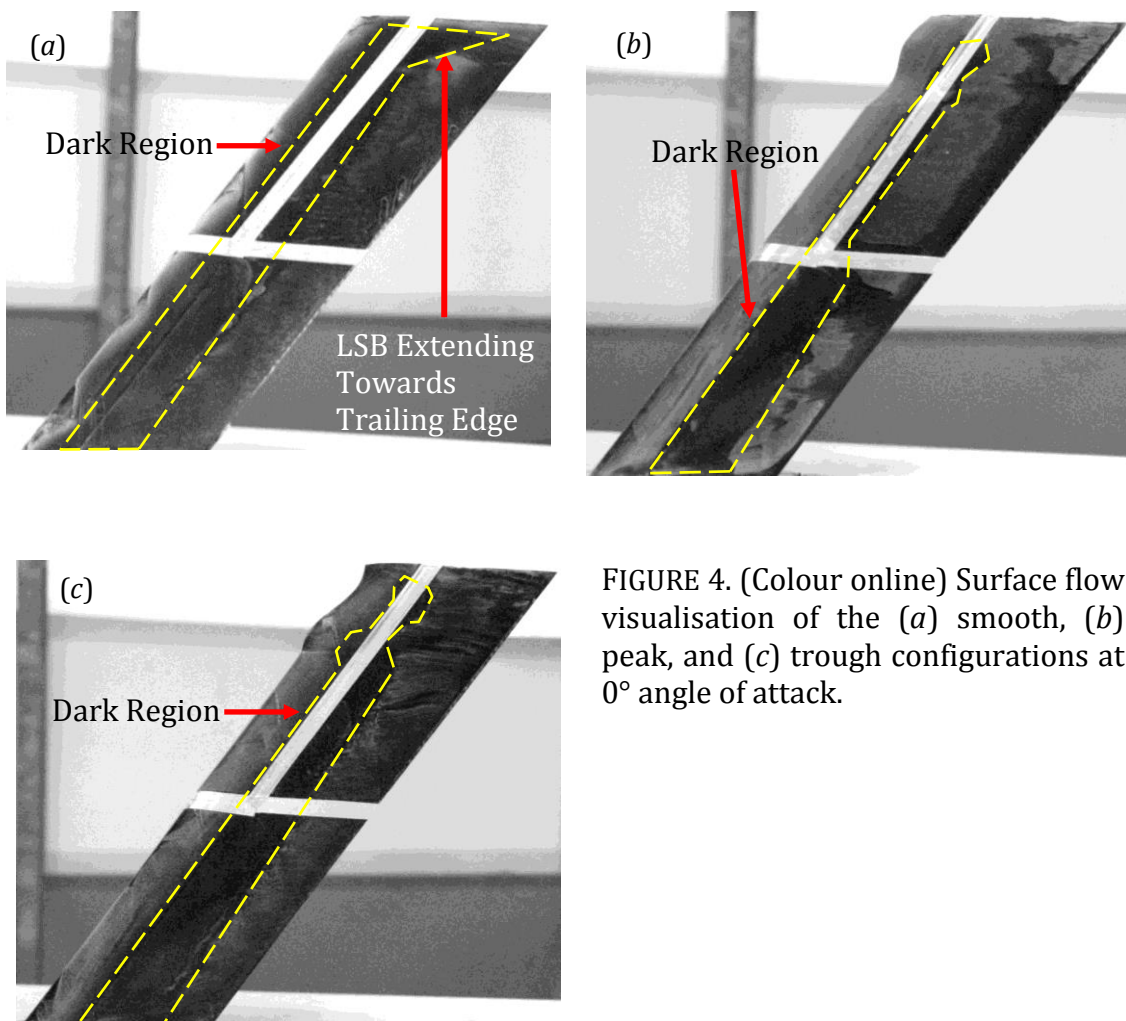 (a)
Dark Region
LSB Extending
Towards
Trailing Edge
(b)
Dark Region
(c)
Dark Region
FIGURE 4. (Colour online) Surface flow
visualisation of the (a) smooth, (b)
peak, and (c) trough configurations at
0° angle of attack.